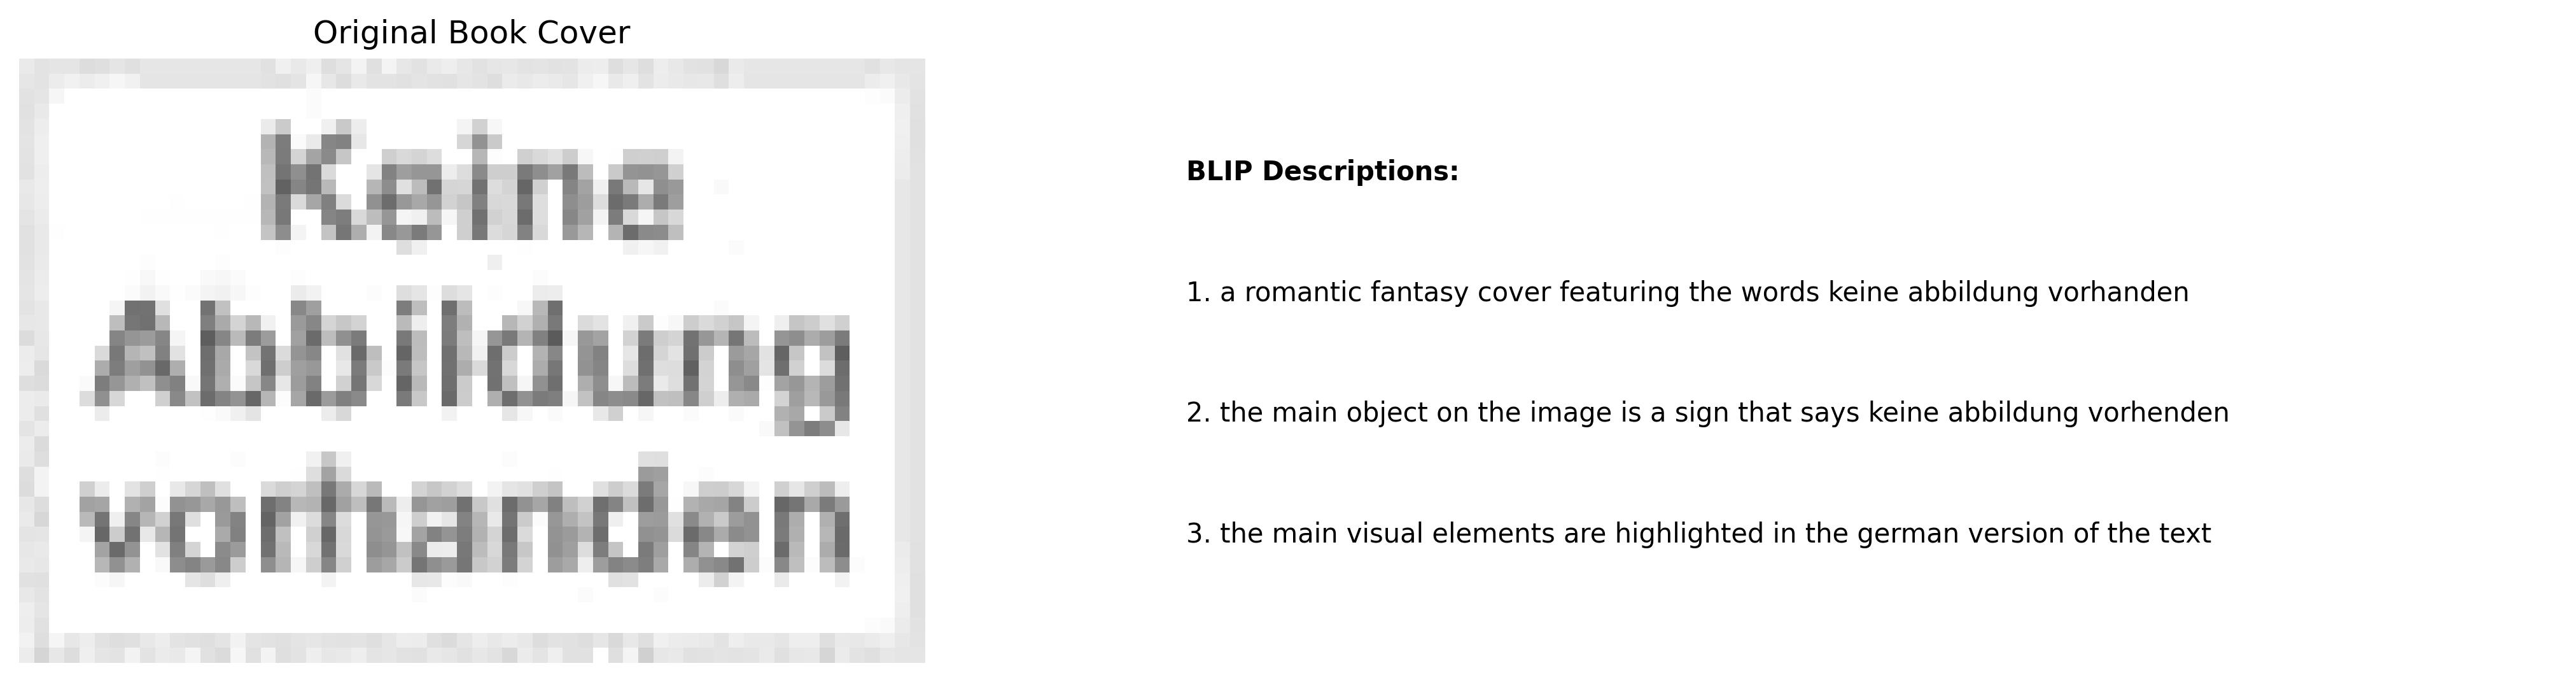 Original Book Cover
Keine
Abbildung
vorhanden
BLIP Descriptions:
1. a romantic fantasy cover featuring the words keine abbildung vorhanden
2. the main object on the image is a sign that says keine abbildung vorhenden
3. the main visual elements are highlighted in the german version of the text